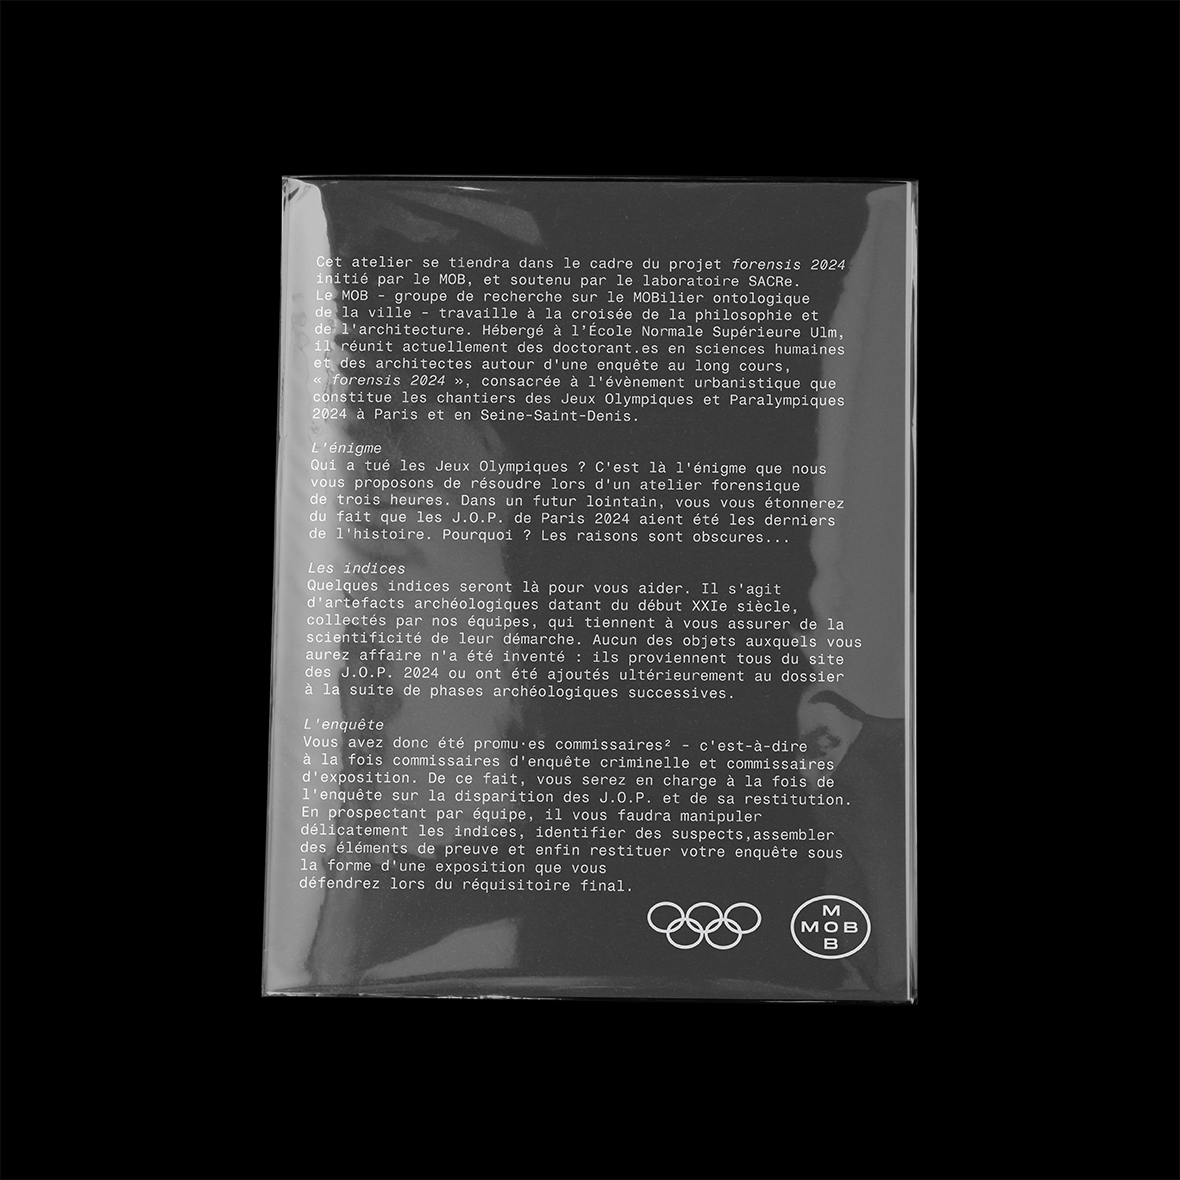 Cet atelier se tiendra dans le cadre du projet forensis 2024
initié par le MOB, et soutenu par le laboratoire SACRe.
Le MOB - groupe de recherche sur le MOBilier ontologique
de la ville - travaille à la croisée de la philosophie et
de l'architecture. Hébergé à l'École Normale Supérieure Ulm,
il réunit actuellement des doctorant.es en sciences humaines
et des architectes autour d'une enquête au long cours,
« forensis 2024 », consacrée à l'évènement urbanistique que
constitue les chantiers des Jeux Olympiques et Paralympiques
2024 à Paris et en Seine-Saint-Denis.
L'énigme
Qui a tué les Jeux Olympiques ? C'est là l'énigme que nous
vous proposons de résoudre lors d'un atelier forensique
de trois heures. Dans un futur lointain, vous vous étonnerez
du fait que les J.O.P. de Paris 2024 aient été les derniers
de l'histoire. Pourquoi ? Les raisons sont obscures...
Les indices
Quelques indices seront là pour vous aider. Il s'agit
d'artefacts archéologiques datant du début XXIe siècle,
collectés par nos équipes, qui tiennent à vous assurer de la
scientificité de leur démarche. Aucun des objets auxquels vous
aurez affaire n'a été inventé : ils proviennent tous du site
des J.O.P. 2024 ou ont été ajoutés ultérieurement au dossier
à la suite de phases archéologiques successives.
L'enquête
Vous avez donc été promu·es commissaires² - c'est-à-dire
à la fois commissaires d'enquête criminelle et commissaires
d'exposition. De ce fait, vous serez en charge à la fois de
l'enquête sur la disparition des J.O.P. et de sa restitution.
En prospectant par équipe, il vous faudra manipuler
délicatement les indices, identifier des suspects,assembler
des éléments de preuve et enfin restituer votre enquête sous
la forme d'une exposition que vous
défendrez lors du réquisitoire final.
M
MOB
B